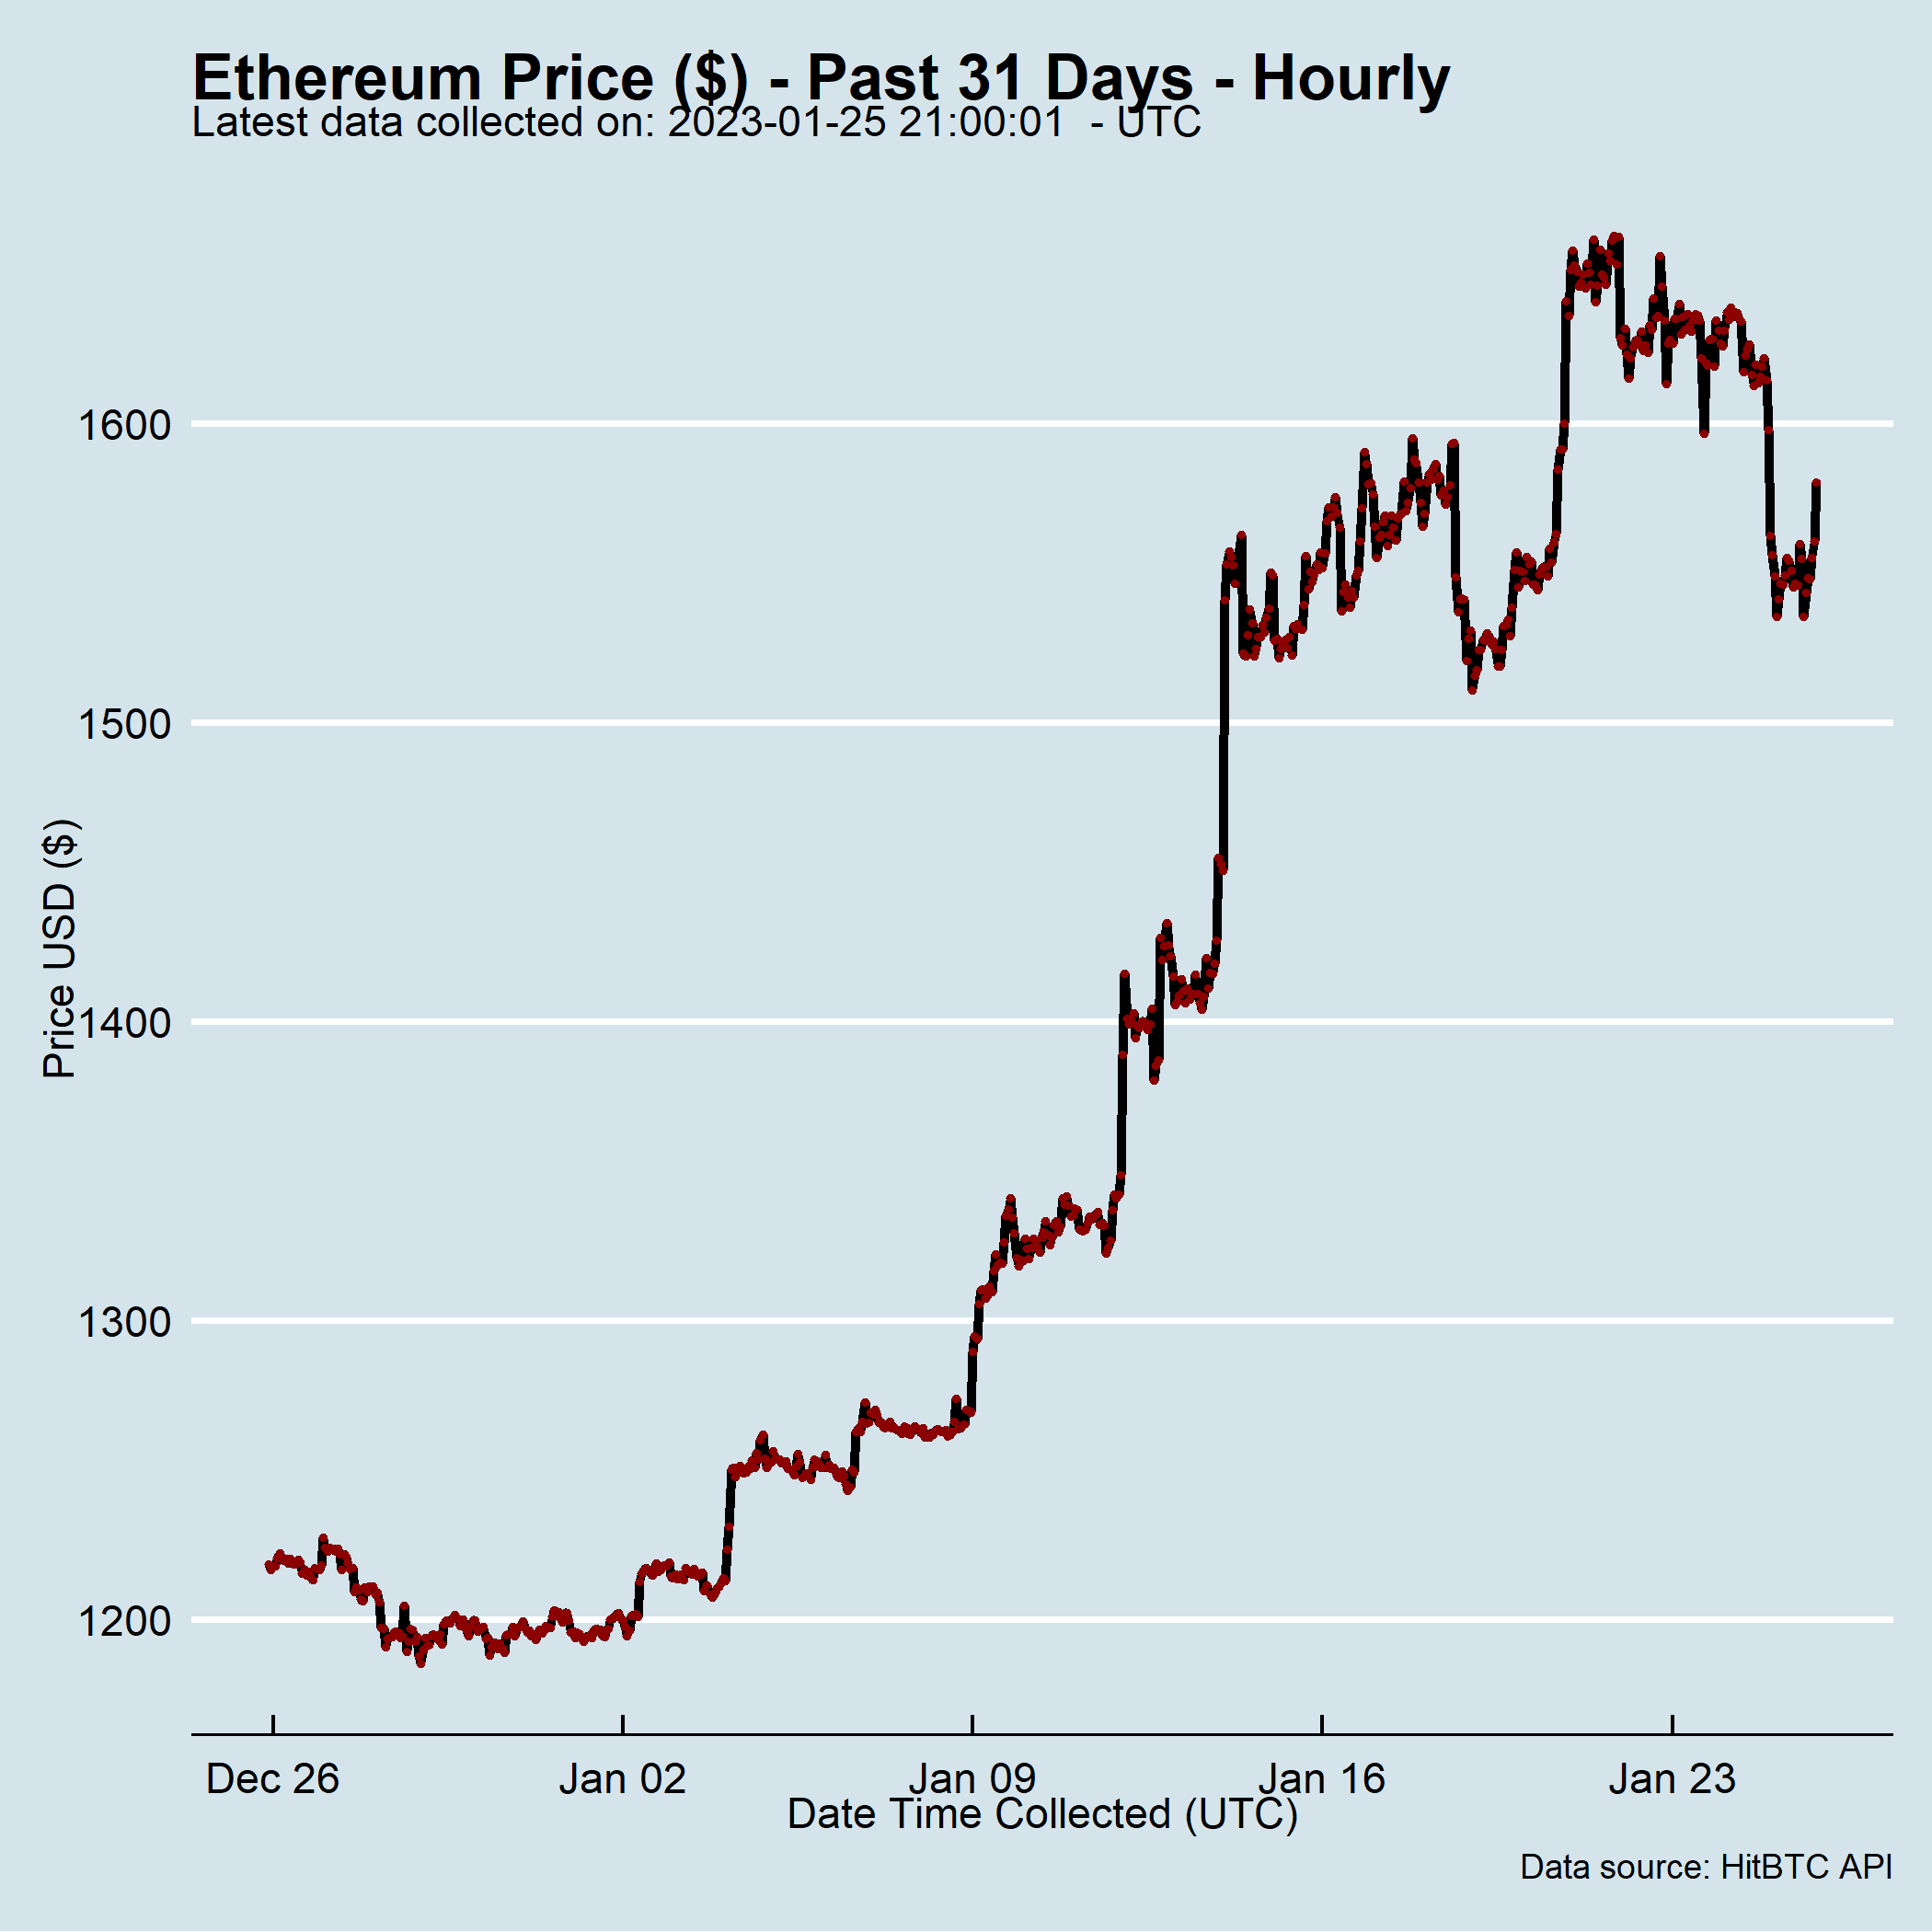 Ethereum Price ($) - Past 31 Days - Hourly
Latest data collected on: 2023-01-25 21:00:01  - UTC
1600
1500
1400
1300
1200
Price USD ($)
Dec 26 Jan 02 Jan 09 Jan 16 Jan 23
Date Time Collected (UTC)
Data source: HitBTC API